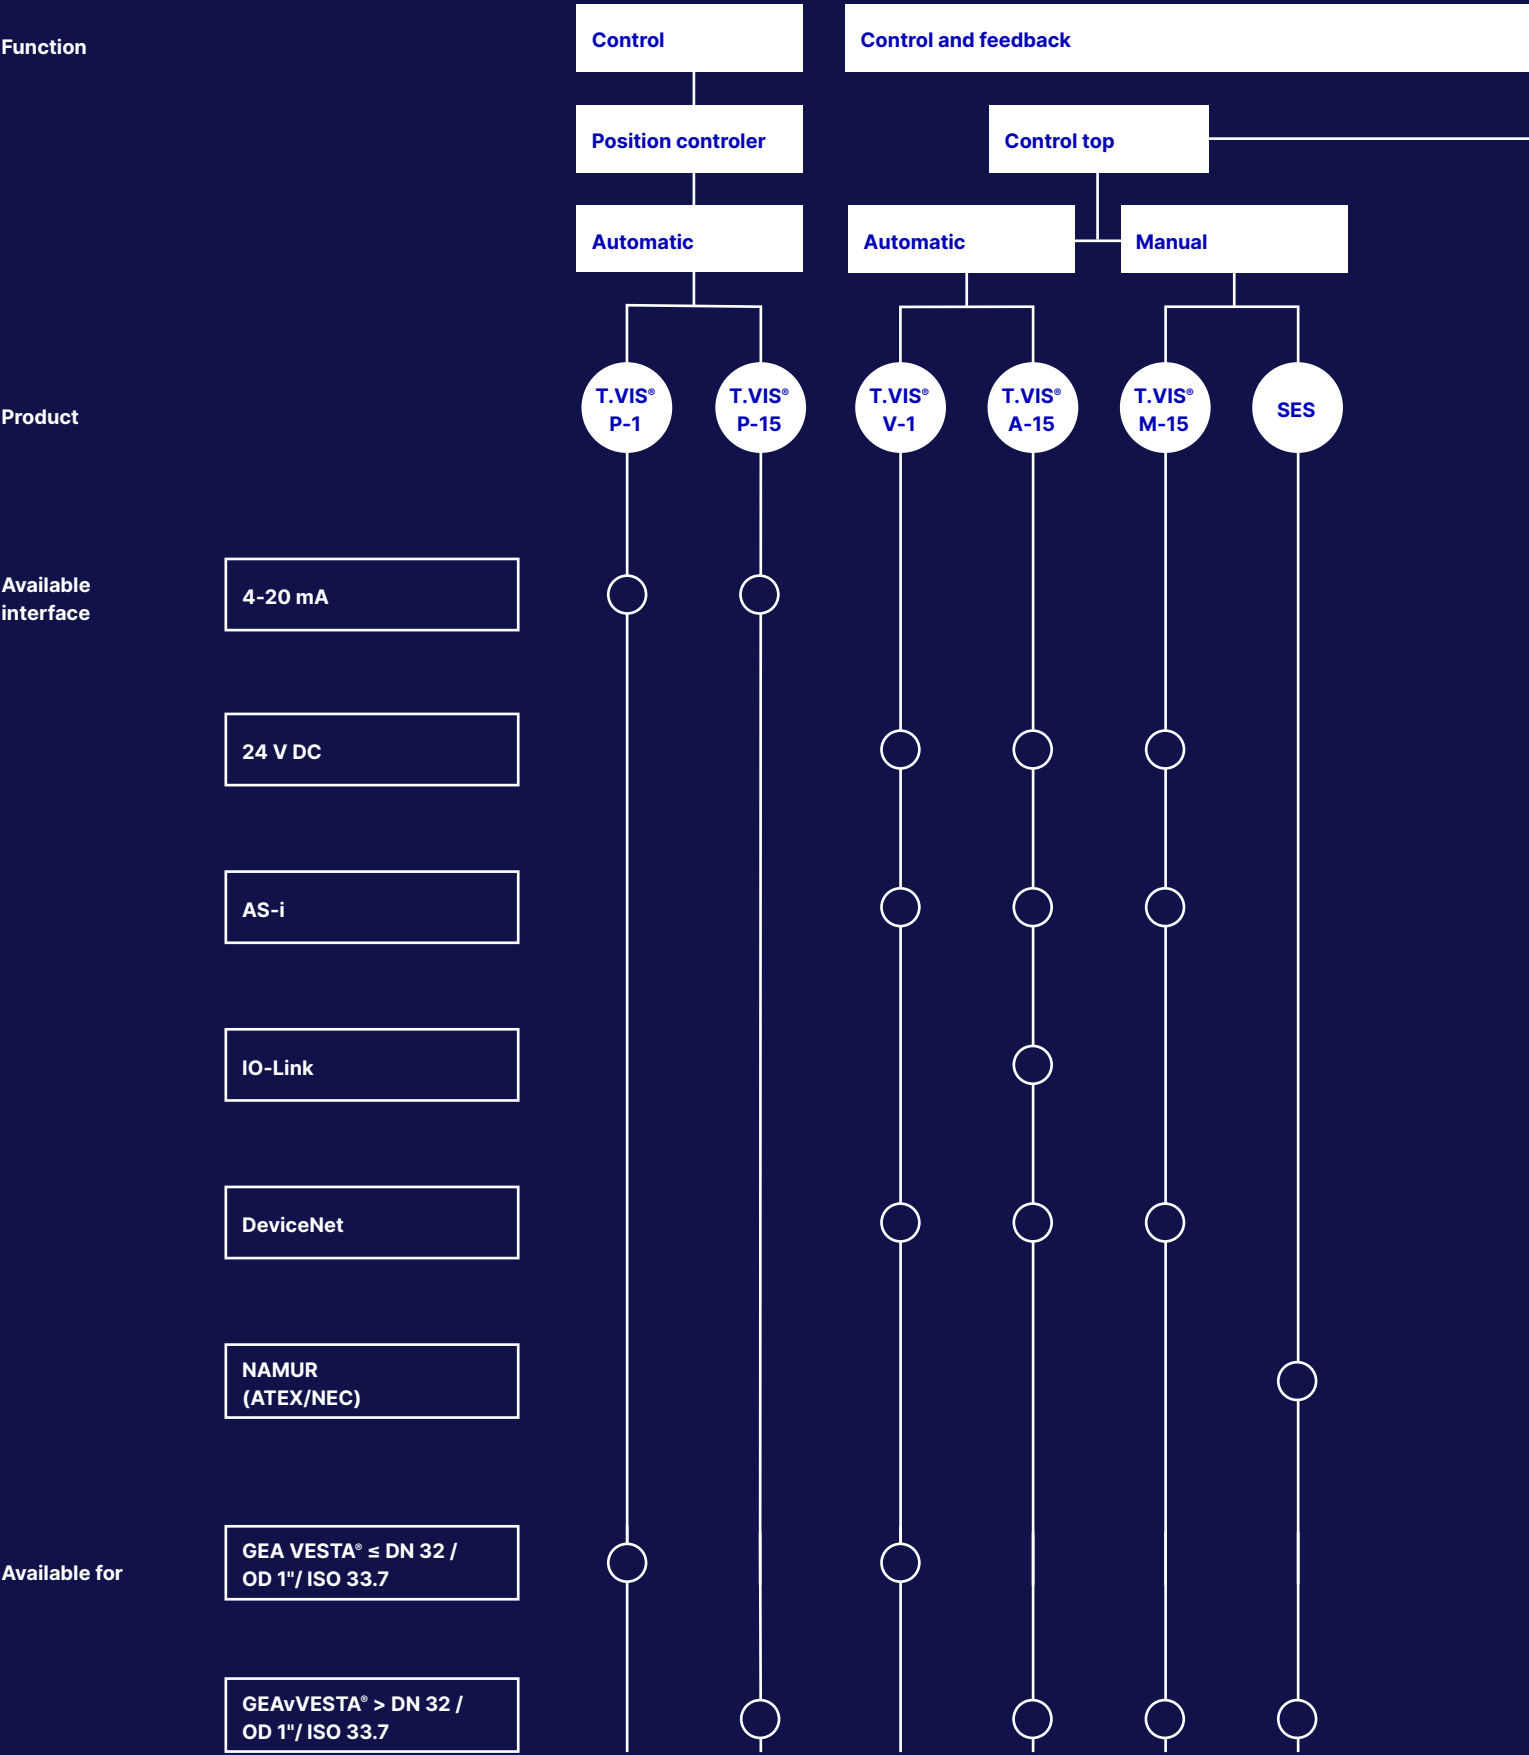 Function
Control
Control and feedback
Position controler
Control top
Automatic
Automatic
Manual
Product
T.VIS®
P-1
T.VIS®
P-15
T.VIS®
V-1
T.VIS®
A-15
T.VIS®
M-15
SES
Available
interface
4-20 mA
24 V DC
AS-i
IO-Link
DeviceNet
NAMUR
(ATEX/NEC)
Available for
GEA VESTA® ≤ DN 32 /
OD 1"/ ISO 33.7
GEAvVESTA® > DN 32 /
OD 1"/ ISO 33.7